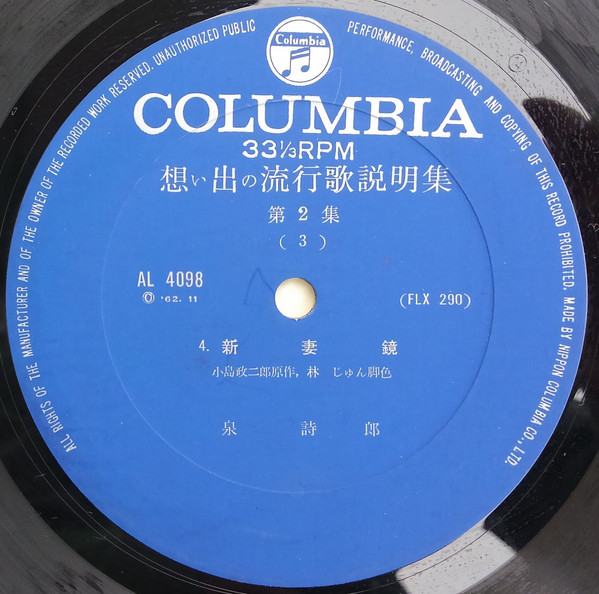 Columbia
COLUMBIA
33⅓RPM
想い出の流行歌説明集
第2集
(3)
AL 4098
Ⓒ '62. 11
(FLX 290)
4. 新妻鏡
小島政二郎原作, 林 じゅん脚色
泉詩郎
ALL RIGHTS OF THE MANUFACTURER AND OF THE OWNER OF THE RECORDED WORK RESERVED. UNAUTHORIZED PUBLIC PERFORMANCE, BROADCASTING AND COPYING OF THIS RECORD PROHIBITED. MADE BY NIPPON COLUMBIA CO., LTD.